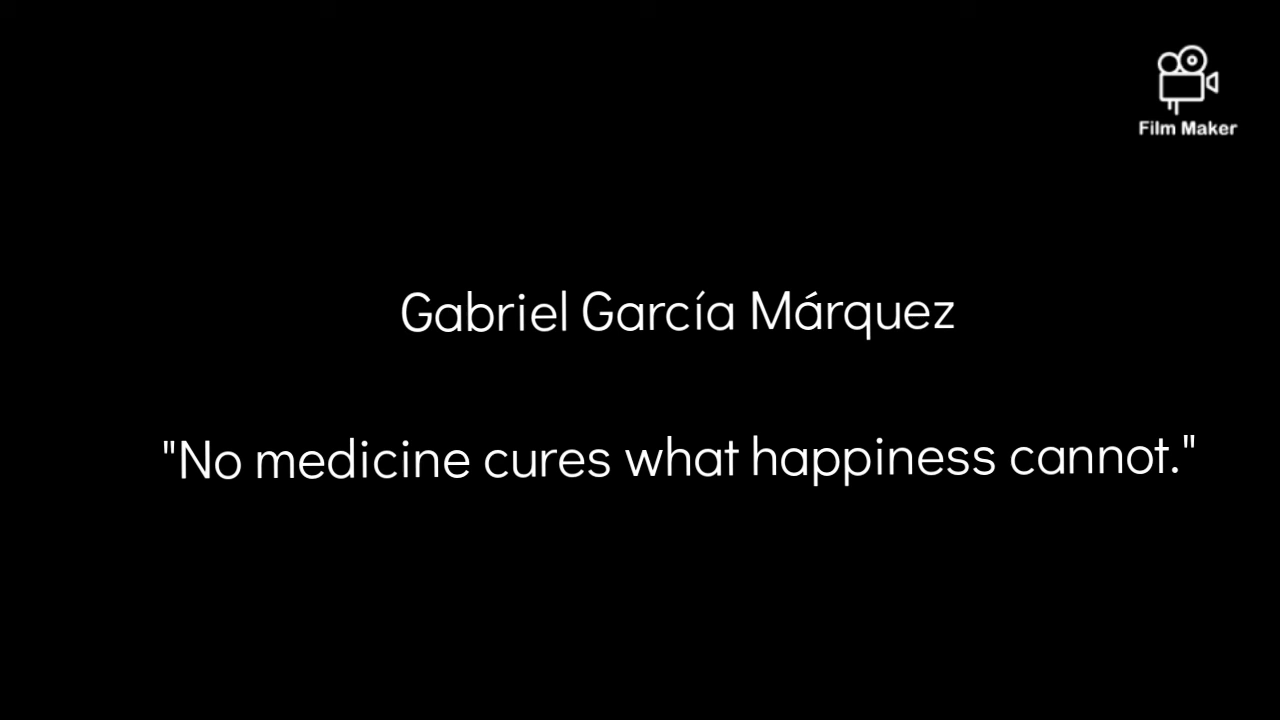 Film Maker
Gabriel García Márquez
"No medicine cures what happiness cannot."